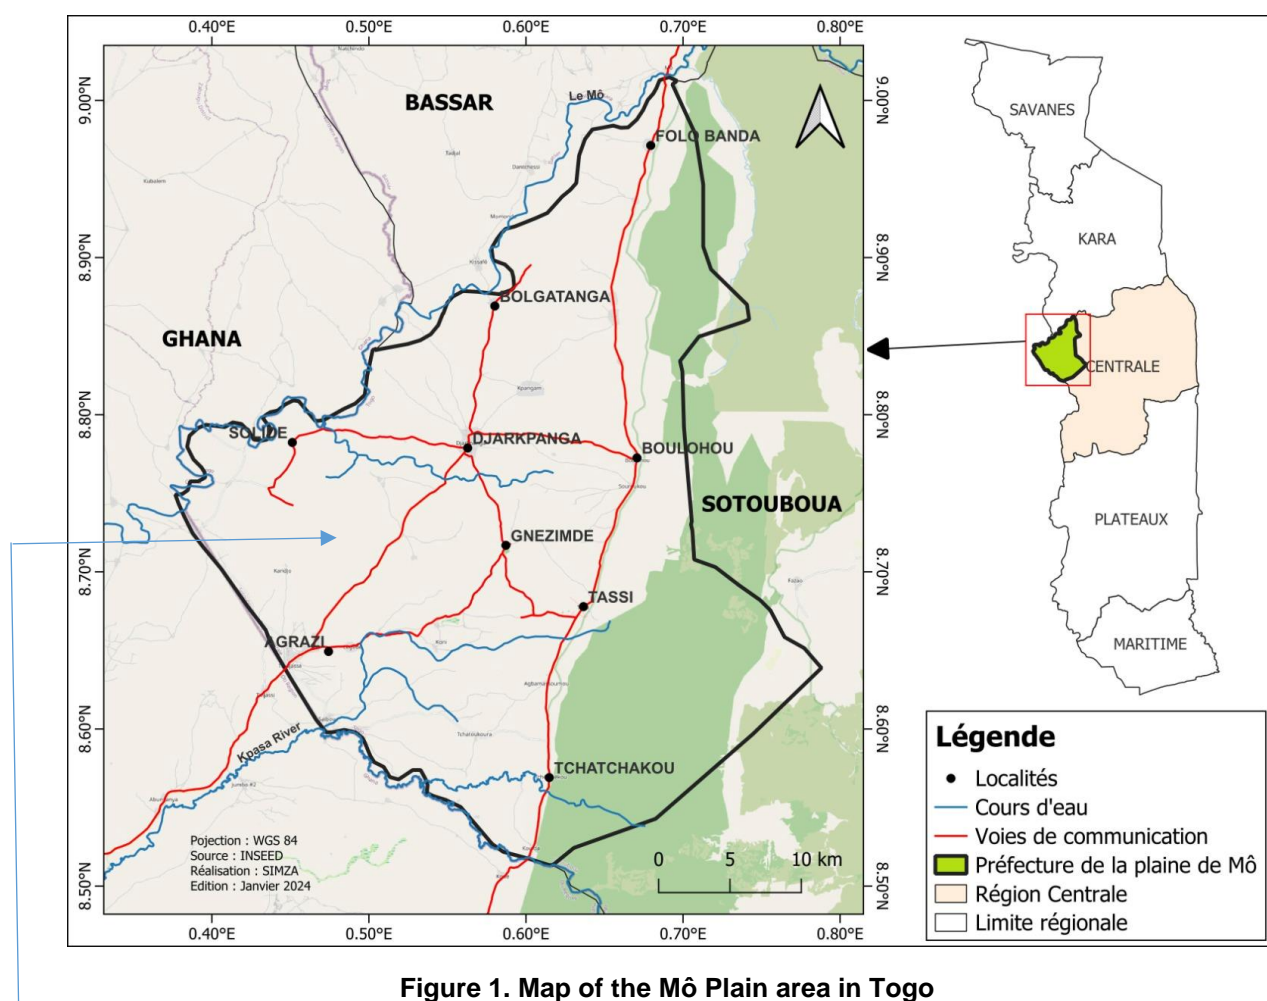 0.40°E 0.50°E 0.60°E 0.70°E 0.80°E
9.00°N
8.90°N
8.80°N
8.70°N
8.60°N
8.50°N
BASSAR
Le Mô
FOLO BANDA
GHANA
BOLGATANGA
SOLIDE
DJARKPANGA
BOULOHOU
SOTOUBOUA
GNEZIMDE
TASSI
AGRAZI
Kpasa River
TCHATCHAKOU
Kpangam
Fazao
Tchatoukoura
Pojection : WGS 84
Source : INSEED
Réalisation : SIMZA
Edition : Janvier 2024
0 5 10 km
9.00°N
8.90°N
8.80°N
8.70°N
8.60°N
8.50°N
0.40°E 0.50°E 0.60°E 0.70°E 0.80°E
SAVANES
KARA
CENTRALE
PLATEAUX
MARITIME
Légende
Localités
Cours d'eau
Voies de communication
Préfecture de la plaine de Mô
Région Centrale
Limite régionale
Figure 1. Map of the Mô Plain area in Togo